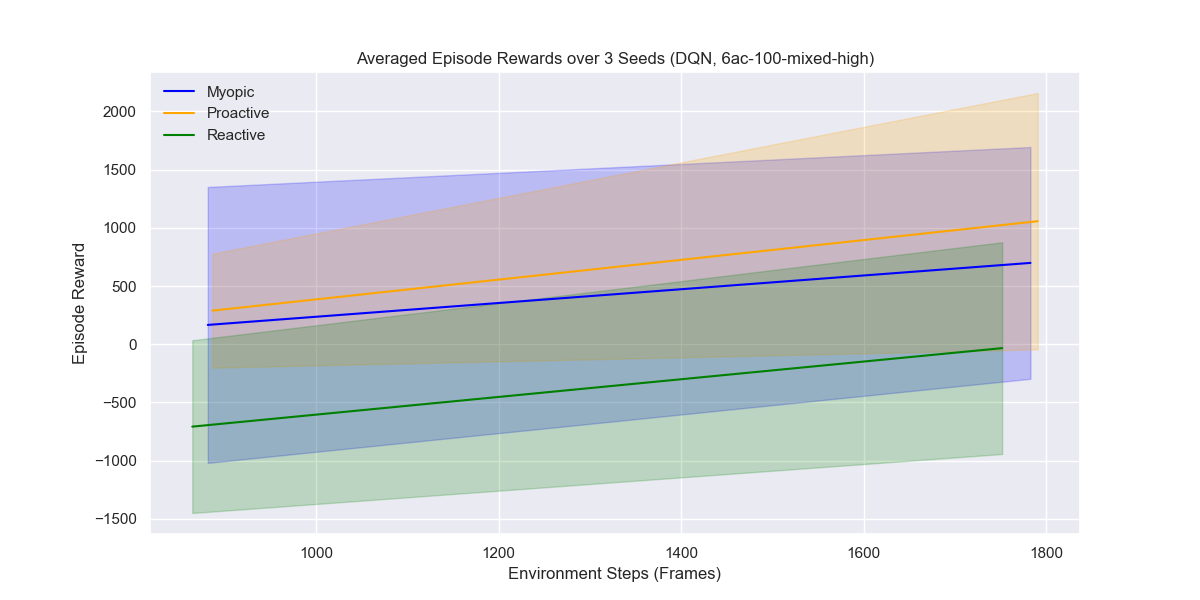 Averaged Episode Rewards over 3 Seeds (DQN, 6ac-100-mixed-high)
Myopic
Proactive
Reactive
2000
1500
1000
500
0
−500
−1000
−1500
Episode Reward
1000
1200
1400
1600
1800
Environment Steps (Frames)